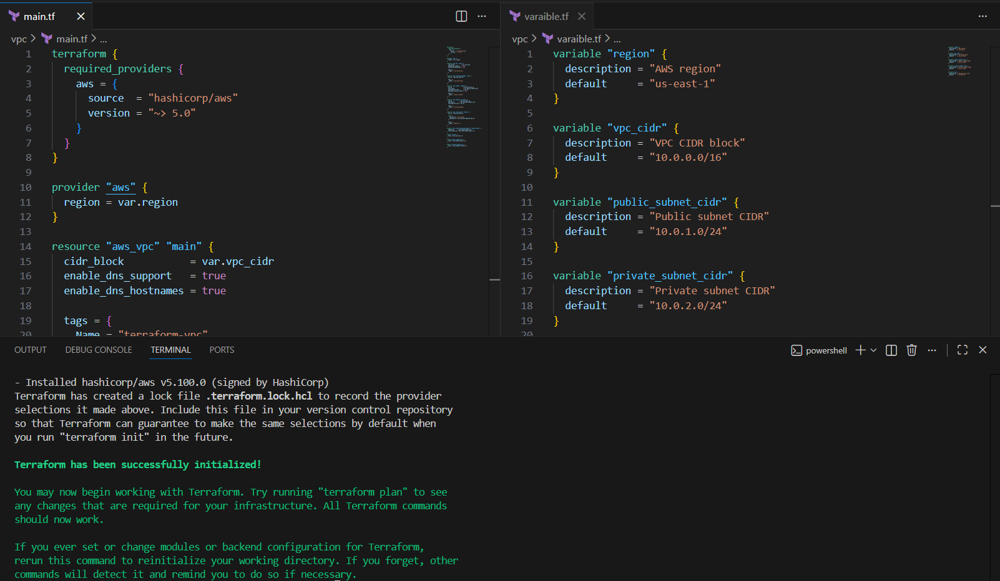 main.tf
varaible.tf
vpc > main.tf > ...
vpc > varaible.tf > ...
1 terraform {
2 required_providers {
3 aws = {
4 source  = "hashicorp/aws"
5 version = "~> 5.0"
6 }
7 }
8 }
9
10 provider "aws" {
11 region = var.region
12 }
13
14 resource "aws_vpc" "main" {
15 cidr_block           = var.vpc_cidr
16 enable_dns_support   = true
17 enable_dns_hostnames = true
18
19 tags = {
20 Name = "terraform-vpc"
1 variable "region" {
2 description = "AWS region"
3 default     = "us-east-1"
4 }
5
6 variable "vpc_cidr" {
7 description = "VPC CIDR block"
8 default     = "10.0.0.0/16"
9 }
10
11 variable "public_subnet_cidr" {
12 description = "Public subnet CIDR"
13 default     = "10.0.1.0/24"
14 }
15
16 variable "private_subnet_cidr" {
17 description = "Private subnet CIDR"
18 default     = "10.0.2.0/24"
19 }
20
OUTPUT DEBUG CONSOLE TERMINAL PORTS powershell
- Installed hashicorp/aws v5.100.0 (signed by HashiCorp)
Terraform has created a lock file .terraform.lock.hcl to record the provider
selections it made above. Include this file in your version control repository
so that Terraform can guarantee to make the same selections by default when
you run "terraform init" in the future.
Terraform has been successfully initialized!
You may now begin working with Terraform. Try running "terraform plan" to see
any changes that are required for your infrastructure. All Terraform commands
should now work.
If you ever set or change modules or backend configuration for Terraform,
rerun this command to reinitialize your working directory. If you forget, other
commands will detect it and remind you to do so if necessary.